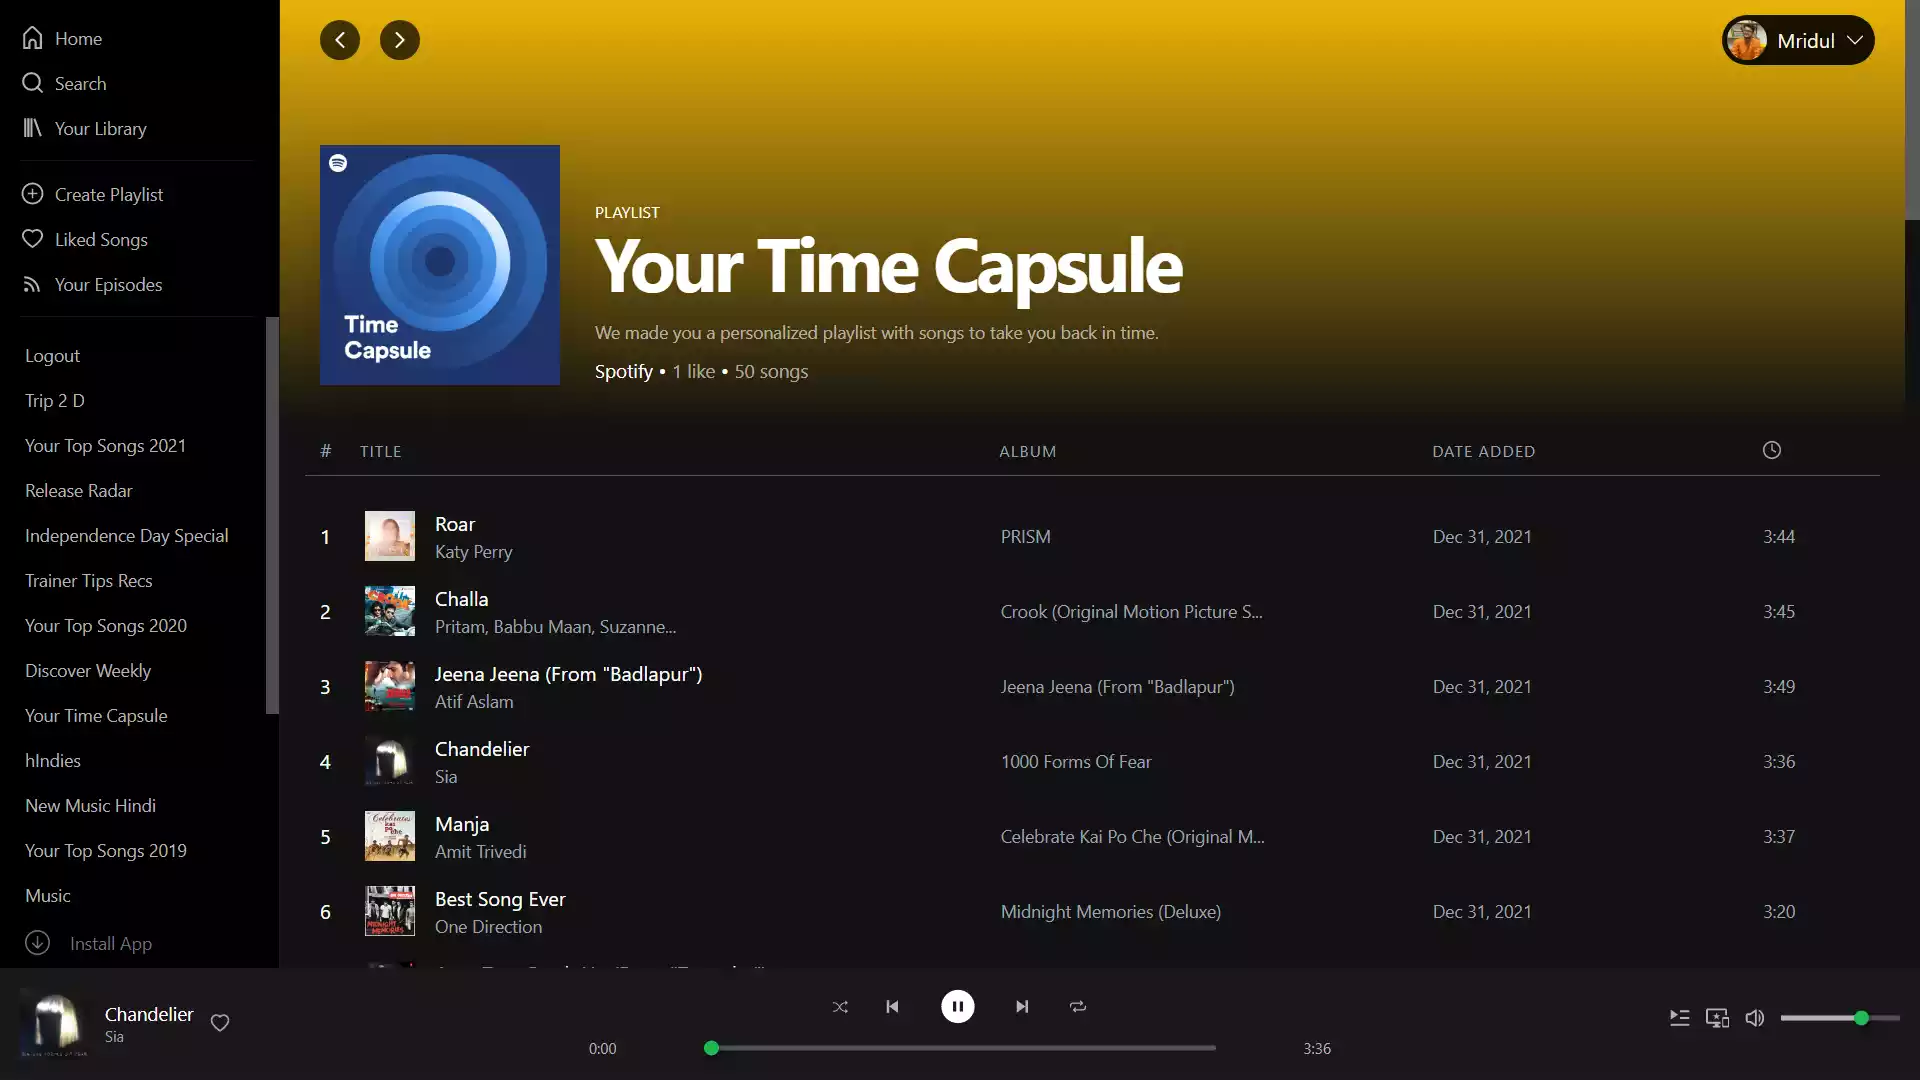 Home
Search
Your Library
Create Playlist
Liked Songs
Your Episodes
Logout
Trip 2 D
Your Top Songs 2021
Release Radar
Independence Day Special
Trainer Tips Recs
Your Top Songs 2020
Discover Weekly
Your Time Capsule
hIndies
New Music Hindi
Your Top Songs 2019
Music
Install App
Mridul
Time
Capsule
PLAYLIST
Your Time Capsule
We made you a personalized playlist with songs to take you back in time.
Spotify • 1 like • 50 songs
# TITLE ALBUM DATE ADDED
1 Roar PRISM Dec 31, 2021 3:44
Katy Perry
2 Challa Crook (Original Motion Picture S... Dec 31, 2021 3:45
Pritam, Babbu Maan, Suzanne...
3 Jeena Jeena (From "Badlapur") Jeena Jeena (From "Badlapur") Dec 31, 2021 3:49
Atif Aslam
4 Chandelier 1000 Forms Of Fear Dec 31, 2021 3:36
Sia
5 Manja Celebrate Kai Po Che (Original M... Dec 31, 2021 3:37
Amit Trivedi
6 Best Song Ever Midnight Memories (Deluxe) Dec 31, 2021 3:20
One Direction
Chandelier
Sia
0:00 3:36